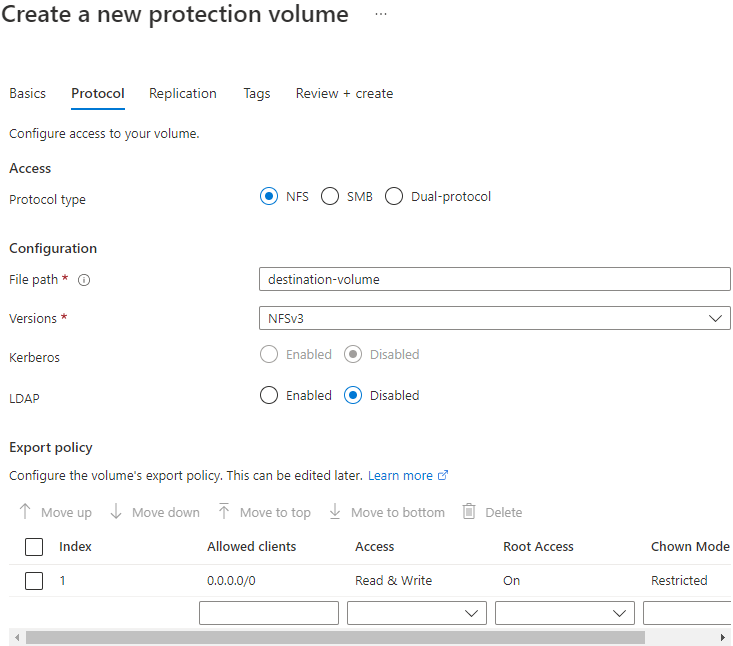 Create a new protection volume ...
Basics Protocol Replication Tags Review + create
Configure access to your volume.
Access
Protocol type NFS SMB Dual-protocol
Configuration
File path * destination-volume
Versions * NFSv3
Kerberos Enabled Disabled
LDAP Enabled Disabled
Export policy
Configure the volume's export policy. This can be edited later. Learn more
Move up Move down Move to top Move to bottom Delete
Index Allowed clients Access Root Access Chown Mode
1 0.0.0.0/0 Read & Write On Restricted